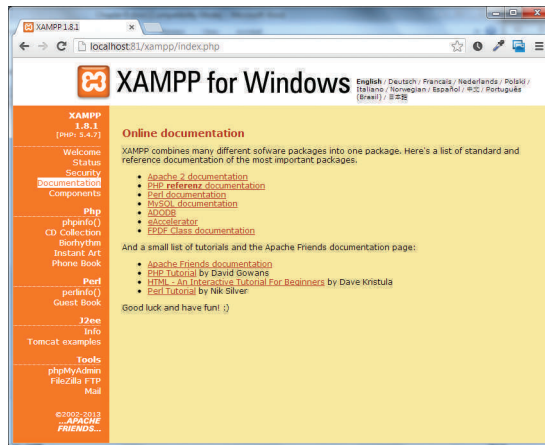 XAMPP 1.8.1
localhost:81/xampp/index.php
XAMPP for Windows
English / Deutsch / Francais / Nederlands / Polski /
Italiano / Norwegian / Español / 中文 / Português
(Brasil) / 日本語
XAMPP
1.8.1
[PHP: 5.4.7]
Welcome
Status
Security
Documentation
Components
Php
phpinfo()
CD Collection
Biorhythm
Instant Art
Phone Book
Perl
perlinfo()
Guest Book
J2ee
Info
Tomcat examples
Tools
phpMyAdmin
FileZilla FTP
Mail
©2002-2013
...APACHE
FRIENDS...
Online documentation
XAMPP combines many different sofware packages into one package. Here's a list of standard and
reference documentation of the most important packages.
Apache 2 documentation
PHP referenz documentation
Perl documentation
MySQL documentation
ADODB
eAccelerator
FPDF Class documentation
And a small list of tutorials and the Apache Friends documentation page:
Apache Friends documentation
PHP Tutorial by David Gowans
HTML - An Interactive Tutorial For Beginners by Dave Kristula
Perl Tutorial by Nik Silver
Good luck and have fun! :)